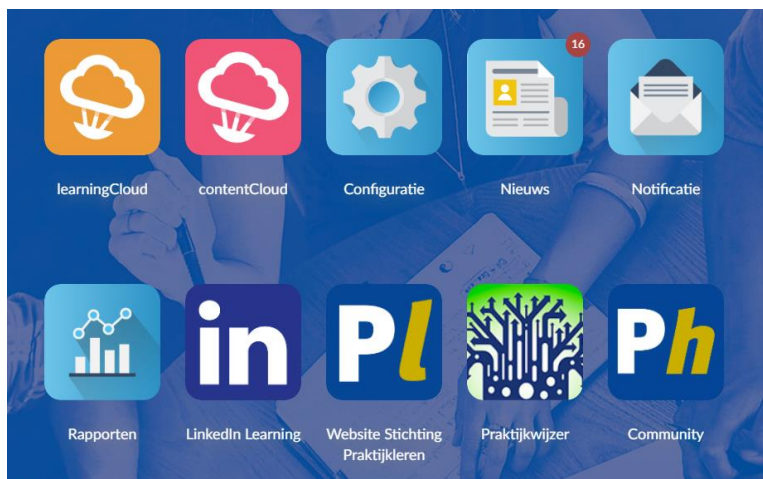 16
learningCloud
contentCloud
Configuratie
Nieuws
Notificatie
in
Pl
Ph
Rapporten
LinkedIn Learning
Website Stichting
Praktijkleren
Praktijkwijzer
Community